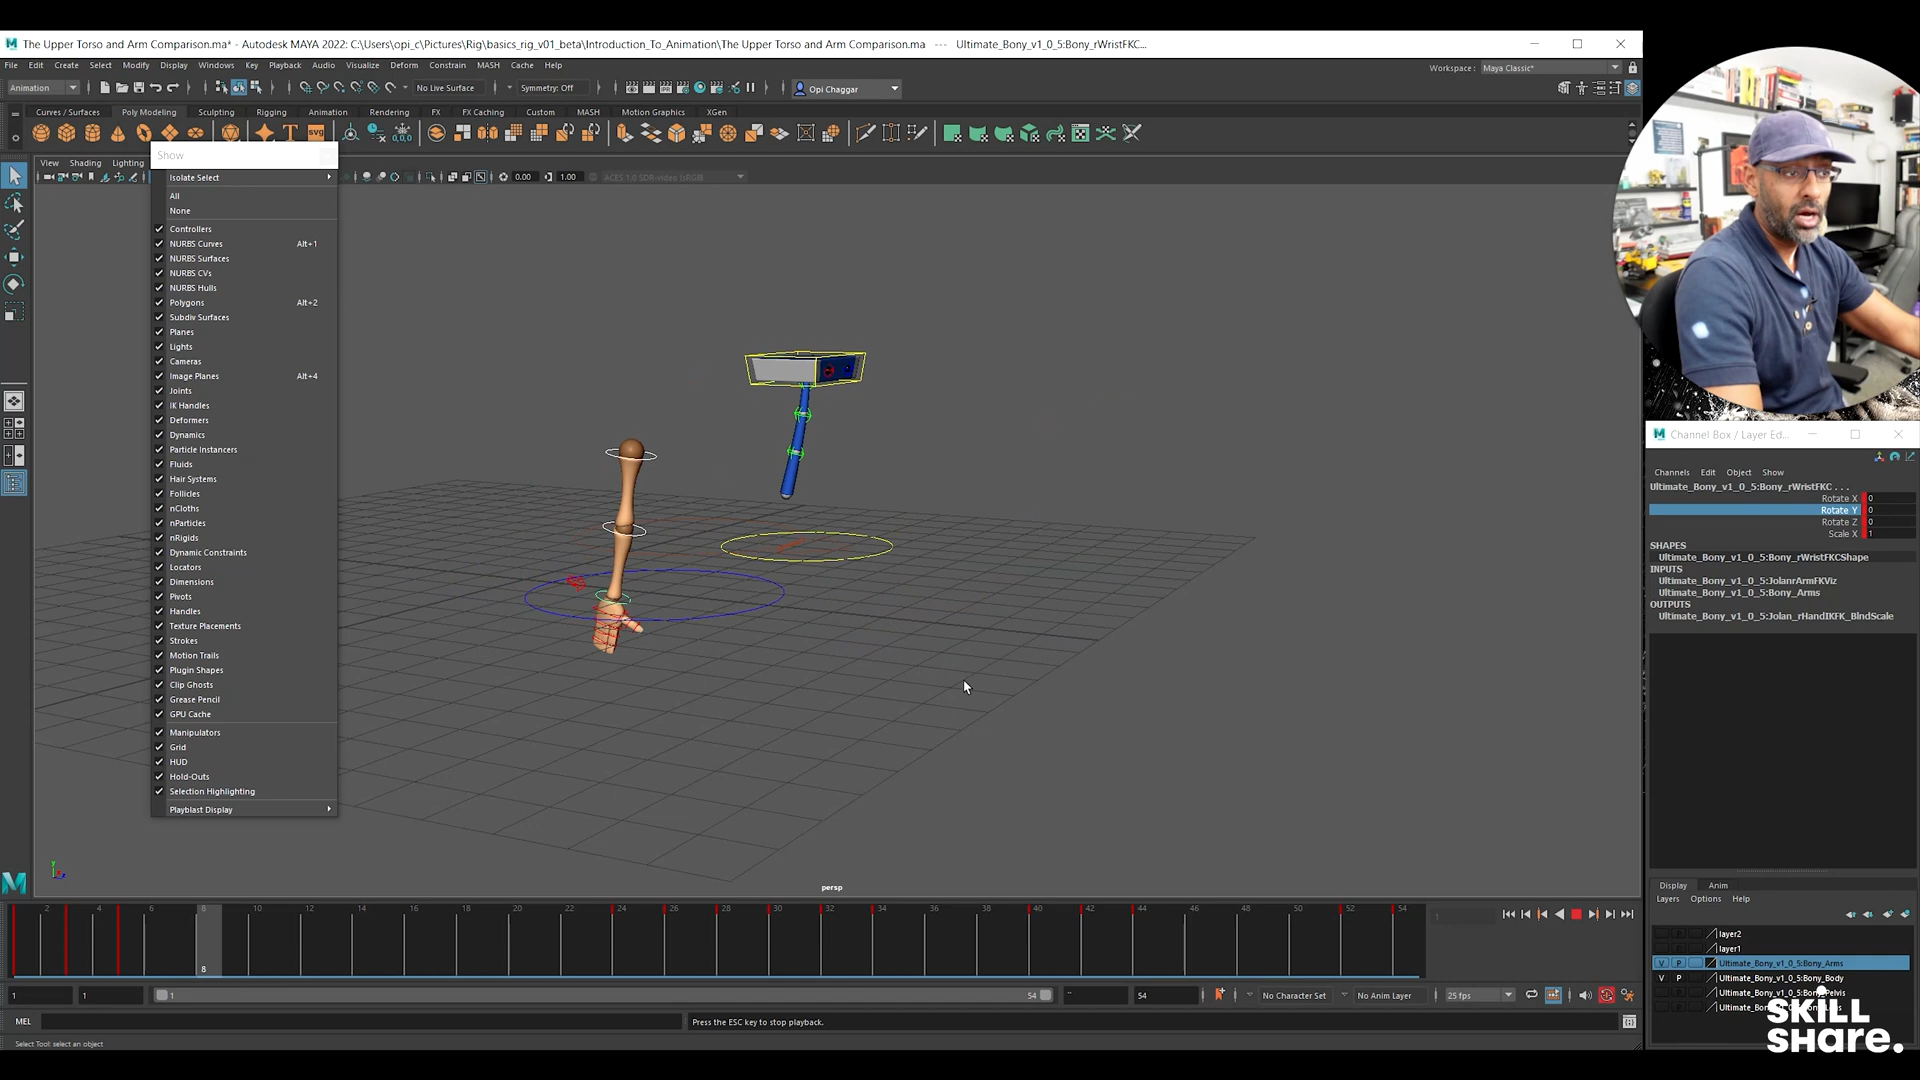 The Upper Torso and Arm Comparison.ma* - Autodesk MAYA 2022: C:\Users\opi_c\Pictures\Rig\basics_rig_v01_beta\Introduction_To_Animation\The Upper Torso and Arm Comparison.ma --- Ultimate_Bony_v1_0_5:Bony_rWristFKC...
File Edit Create Select Modify Display Windows Key Playback Audio Visualize Deform Constrain MASH Cache Help
Workspace: Maya Classic*
Animation
No Live Surface
Symmetry: Off
Opi Chaggar
Curves / Surfaces Poly Modeling Sculpting Rigging Animation Rendering FX FX Caching Custom MASH Motion Graphics XGen
View Shading Lighting
Show
0.00 1.00 ACES 1.0 SDR-video (sRGB)
Isolate Select
All
None
Controllers
NURBS Curves Alt+1
NURBS Surfaces
NURBS CVs
NURBS Hulls
Polygons Alt+2
Subdiv Surfaces
Planes
Lights
Cameras
Image Planes Alt+4
Joints
IK Handles
Deformers
Dynamics
Particle Instancers
Fluids
Hair Systems
Follicles
nCloths
nParticles
nRigids
Dynamic Constraints
Locators
Dimensions
Pivots
Handles
Texture Placements
Strokes
Motion Trails
Plugin Shapes
Clip Ghosts
Grease Pencil
GPU Cache
Manipulators
Grid
HUD
Hold-Outs
Selection Highlighting
Playblast Display
persp
Channel Box / Layer Ed...
Channels Edit Object Show
Ultimate_Bony_v1_0_5:Bony_rWristFKC . . .
Rotate X 0
Rotate Y 0
Rotate Z 0
Scale X 1
SHAPES
Ultimate_Bony_v1_0_5:Bony_rWristFKCShape
INPUTS
Ultimate_Bony_v1_0_5:JolanrArmFKViz
Ultimate_Bony_v1_0_5:Bony_Arms
OUTPUTS
Ultimate_Bony_v1_0_5:Jolan_rHandIKFK_BlndScale
Display Anim
Layers Options Help
layer2
layer1
V P Ultimate_Bony_v1_0_5:Bony_Arms
V P Ultimate_Bony_v1_0_5:Bony_Body
2 4 6 8 10 12 14 16 18 20 22 24 26 28 30 32 34 36 38 40 42 44 46 48 50 52 54
8
1
1 1 1 54 54
No Character Set No Anim Layer 25 fps
MEL
Press the ESC key to stop playback.
Select Tool: select an object
SKILL
SHARE.